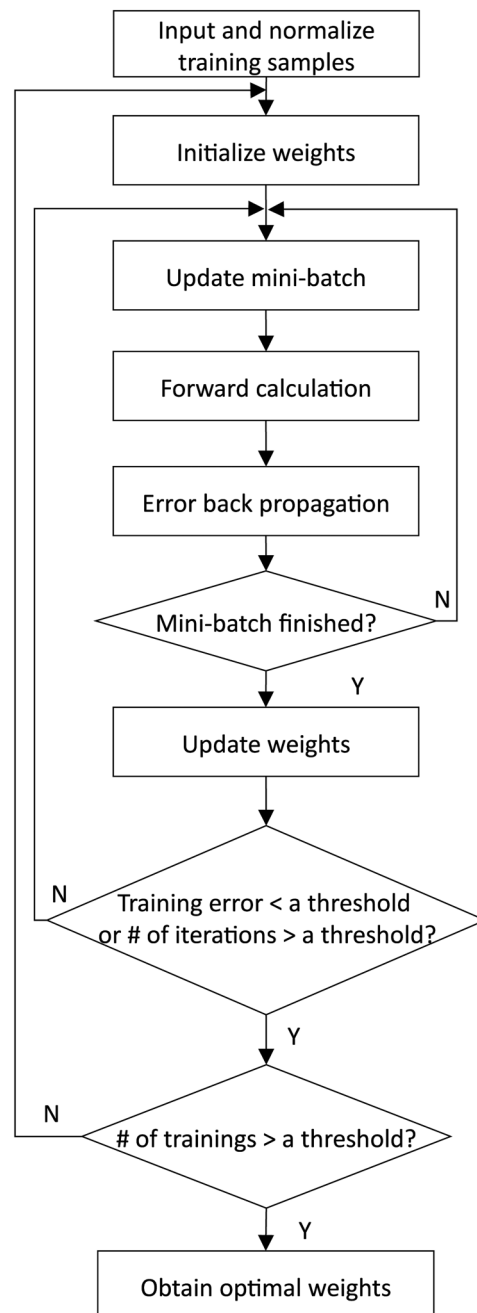 Input and normalize
training samples
Initialize weights
Update mini-batch
Forward calculation
Error back propagation
N
Mini-batch finished?
Y
Update weights
N
Training error < a threshold
or # of iterations > a threshold?
Y
N
# of trainings > a threshold?
Y
Obtain optimal weights